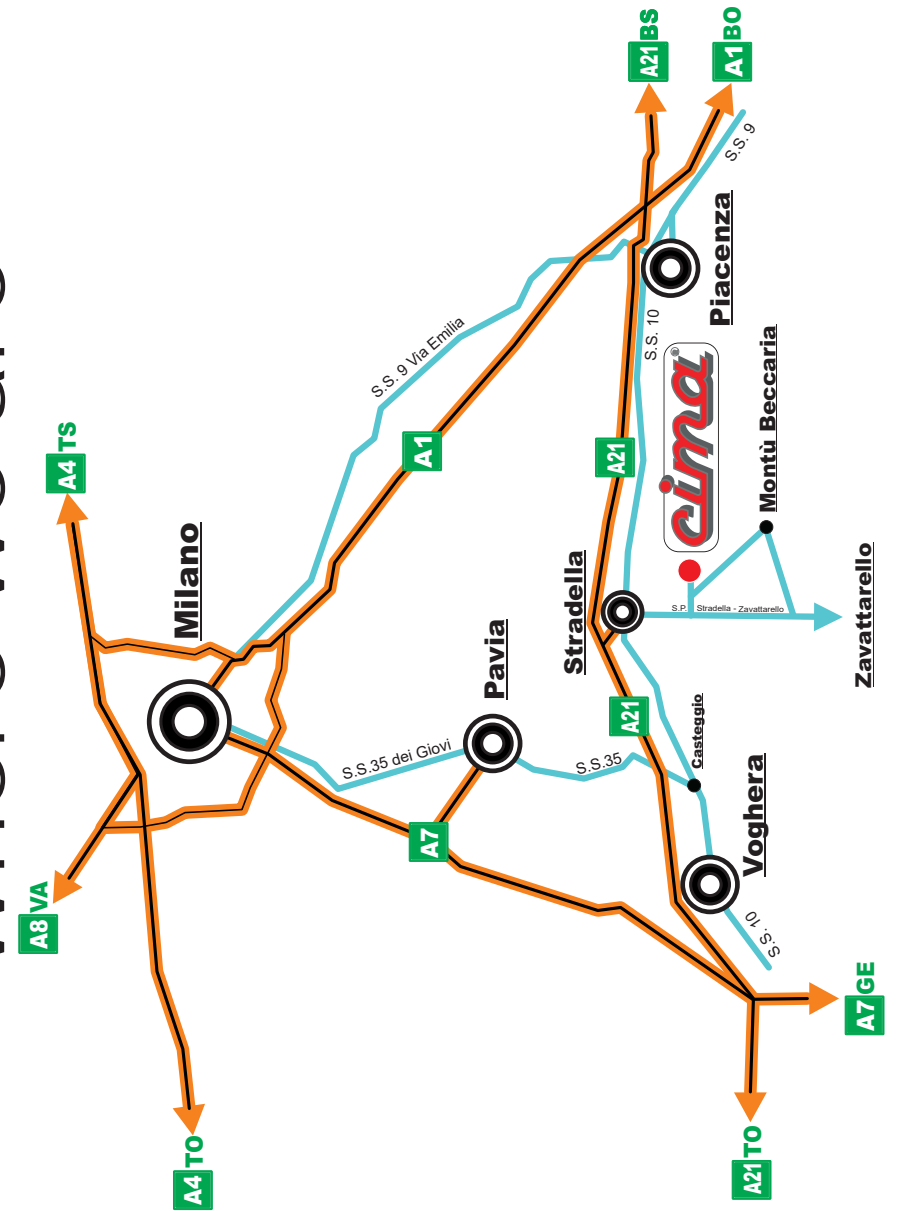 A8 VA
A4 TS
Milano
A4 TO
S.S.35 dei Giovi
S.S. 9 Via Emilia
A1
A7
Pavia
Stradella
S.S.35
A21
A21
A21 BS
S.S. 10
cima®
Casteggio
S.P. Stradella - Zavattarello
Piacenza
A1 BO
S.S. 9
A21 TO
Voghera
S.S. 10
Montù Beccaria
A7 GE
Zavattarello